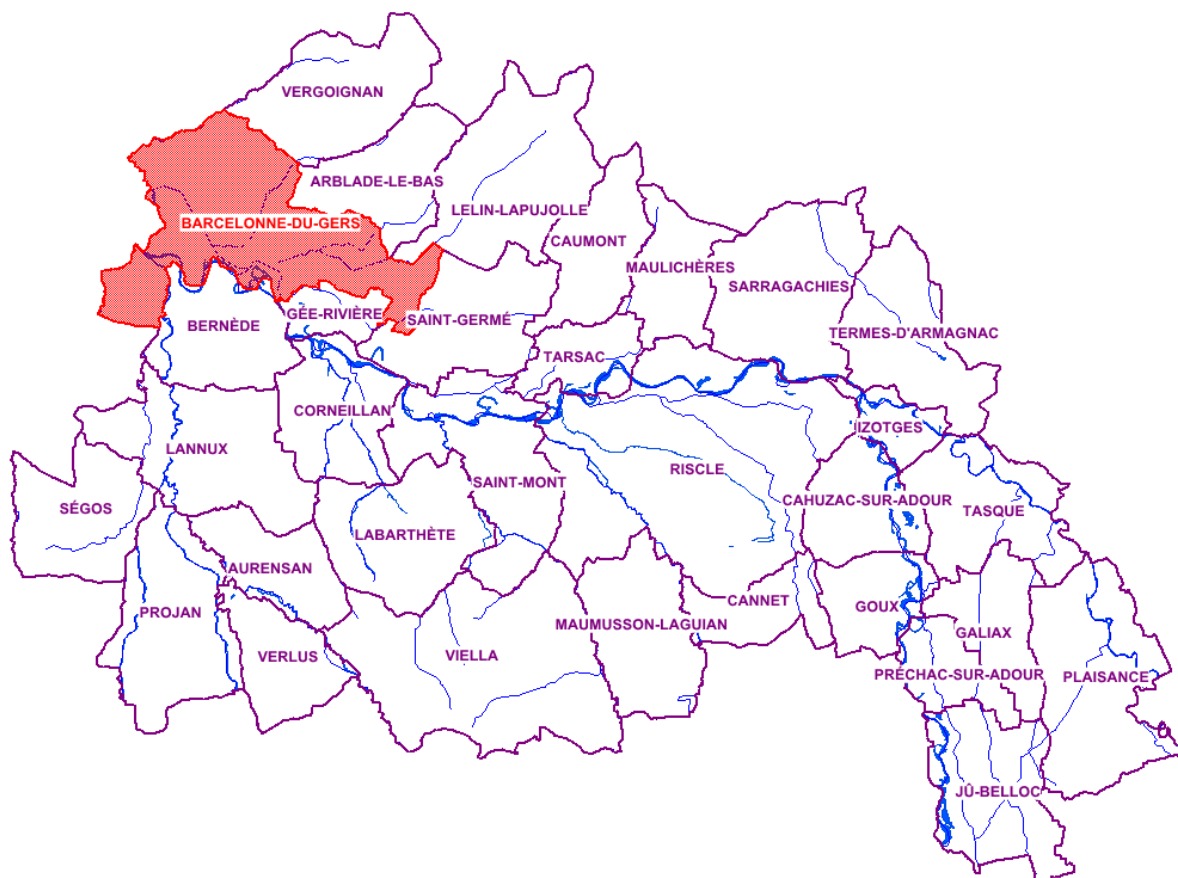 VERGOIGNAN
ARBLADE-LE-BAS
LELIN-LAPUJOLLE
BARCELONNE-DU-GERS
CAUMONT
MAULICHÈRES
SARRAGACHIES
GÉE-RIVIÈRE
SAINT-GERMÉ
BERNÈDE
TERMES-D'ARMAGNAC
TARSAC
CORNEILLAN
IZOTGES
LANNUX
RISCLE
SAINT-MONT
CAHUZAC-SUR-ADOUR
SÉGOS
TASQUE
LABARTHÈTE
AURENSAN
CANNET
GOUX
PROJAN
MAUMUSSON-LAGUIAN
GALIAX
VERLUS
VIELLA
PRÉCHAC-SUR-ADOUR
PLAISANCE
JÛ-BELLOC